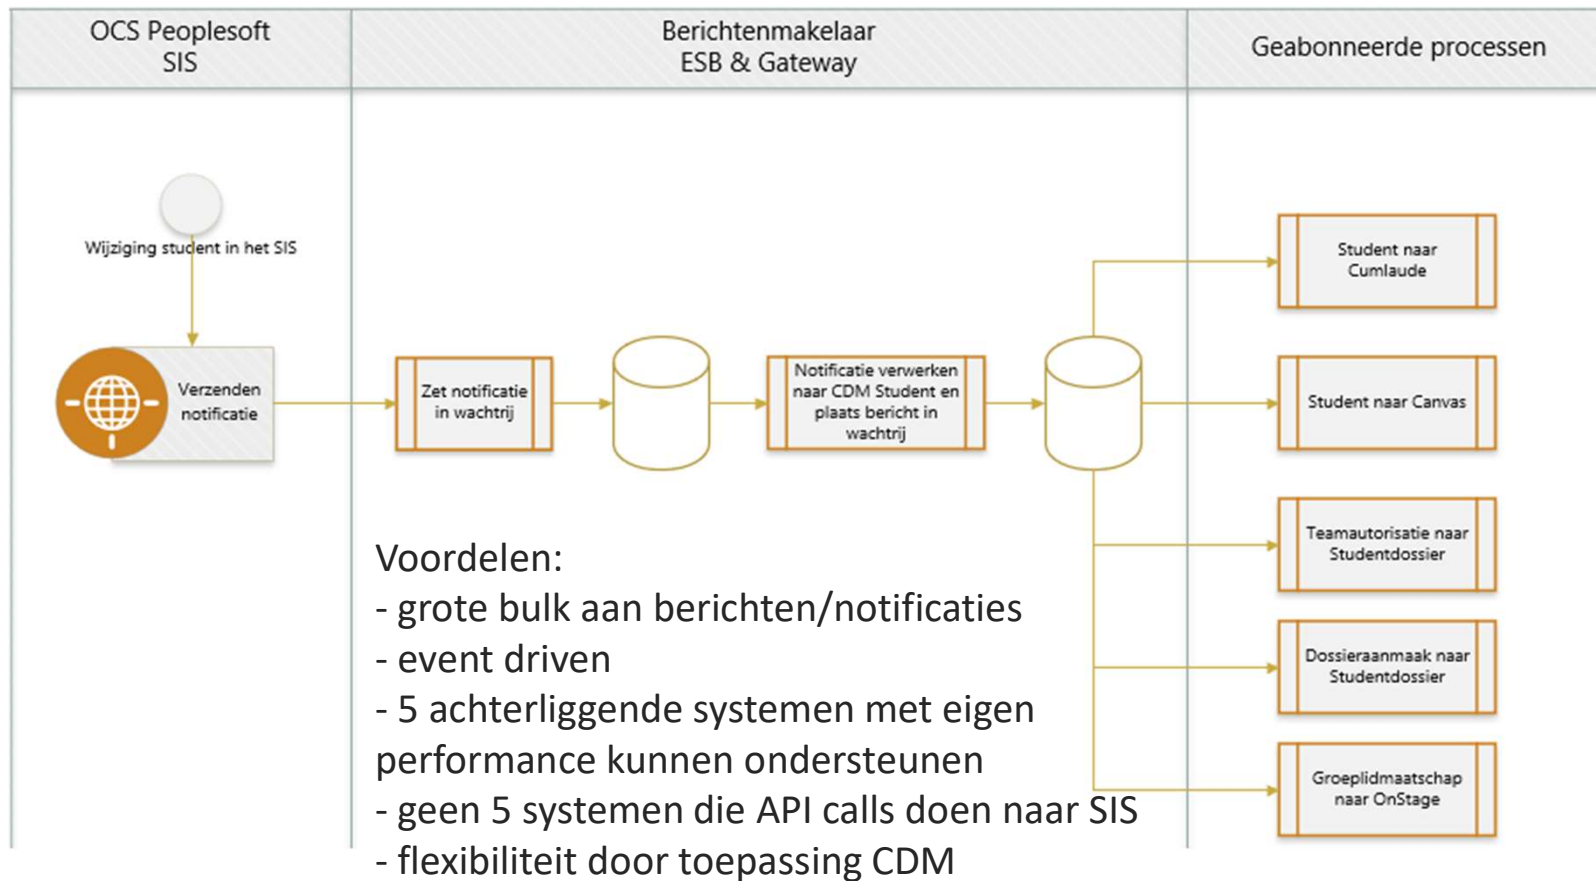 OCS Peoplesoft
SIS
Berichtenmakelaar
ESB & Gateway
Geabonneerde processen
Wijziging student in het SIS
Verzenden
notificatie
Zet notificatie
in wachtrij
Notificatie verwerken
naar CDM Student en
plaats bericht in
wachtrij
Student naar
Cumlaude
Student naar Canvas
Teamautorisatie naar
Studentdossier
Dossieraanmaak naar
Studentdossier
Groeplidmaatschap
naar OnStage
Voordelen:
- grote bulk aan berichten/notificaties
- event driven
- 5 achterliggende systemen met eigen
performance kunnen ondersteunen
- geen 5 systemen die API calls doen naar SIS
- flexibiliteit door toepassing CDM